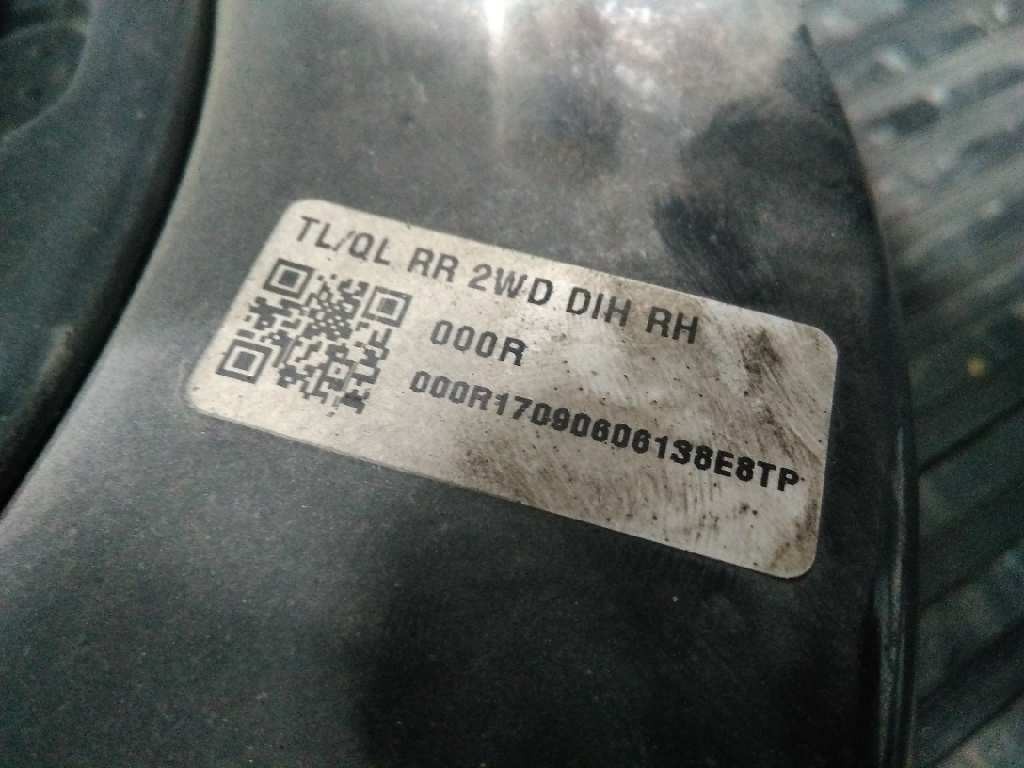 TL/QL RR 2WD DIH RH
000R
000R17090606138E8TP